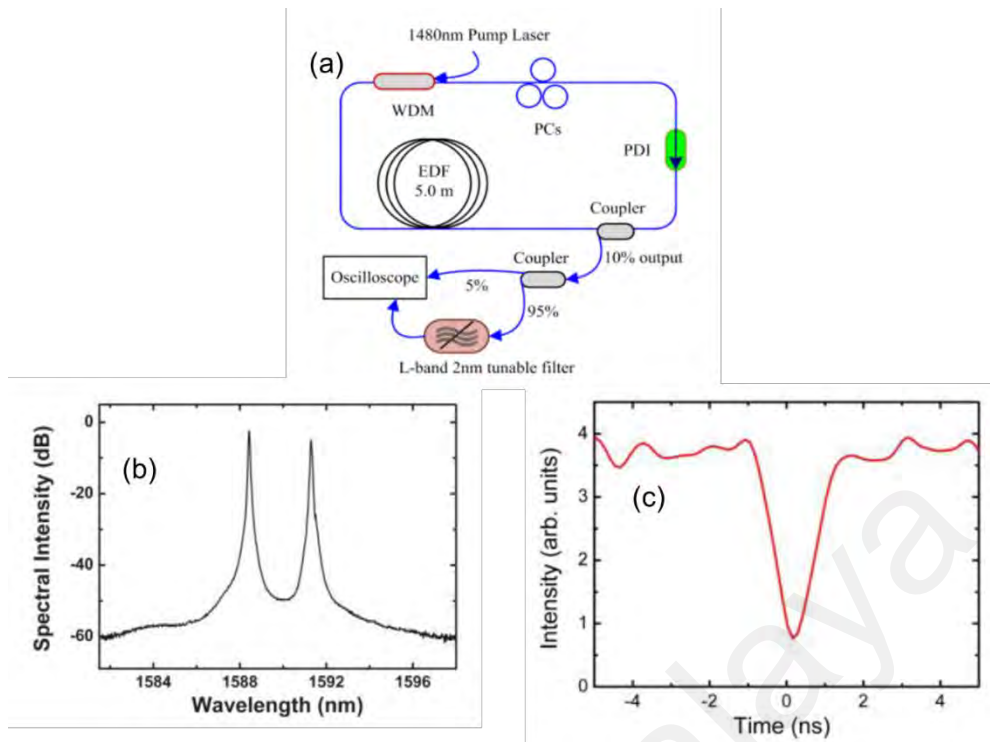 (a)
1480nm Pump Laser
WDM
PCs
PDI
EDF
5.0 m
Coupler
10% output
Coupler
Oscilloscope
5%
95%
L-band 2nm tunable filter
(b)
Spectral Intensity (dB)
0
-20
-40
-60
1584 1588 1592 1596
Wavelength (nm)
(c)
Intensity (arb. units)
4
3
2
1
0
-4 -2 0 2 4
Time (ns)
alaya